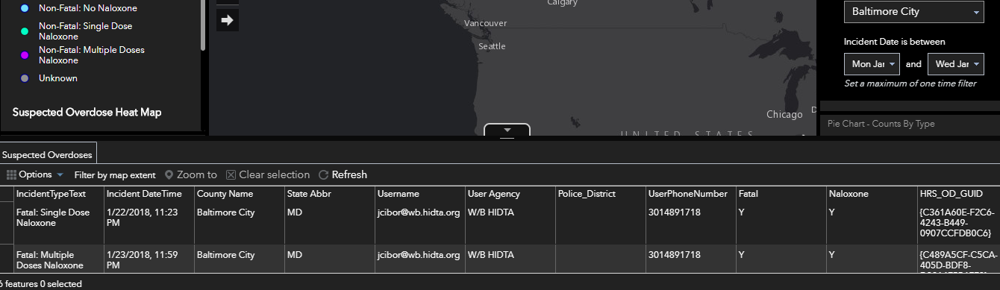 Non-Fatal: No Naloxone
Non-Fatal: Single Dose
Naloxone
Non-Fatal: Multiple Doses
Naloxone
Unknown
Suspected Overdose Heat Map
Calgary
Vancouver
Seattle
Chicago
UNITED STATES
Baltimore City
Incident Date is between
Mon Jar and Wed Jar
Set a maximum of one time filter
Pie Chart - Counts By Type
Suspected Overdoses
Options Filter by map extent Zoom to Clear selection Refresh
IncidentTypeText Incident DateTime County Name State Abbr Username User Agency Police_District UserPhoneNumber Fatal Naloxone HRS_OD_GUID
Fatal: Single Dose 1/22/2018, 11:23 Baltimore City MD jcibor@wb.hidta.org W/B HIDTA 3014891718 Y Y {C361A60E-F2C6-
Naloxone PM 4243-B449-
0907CCFDB0C6}
Fatal: Multiple 1/23/2018, 11:59 Baltimore City MD jcibor@wb.hidta.org W/B HIDTA 3014891718 Y Y {C489A5CF-C5CA-
Doses Naloxone PM 405D-BDF8-
6 features 0 selected